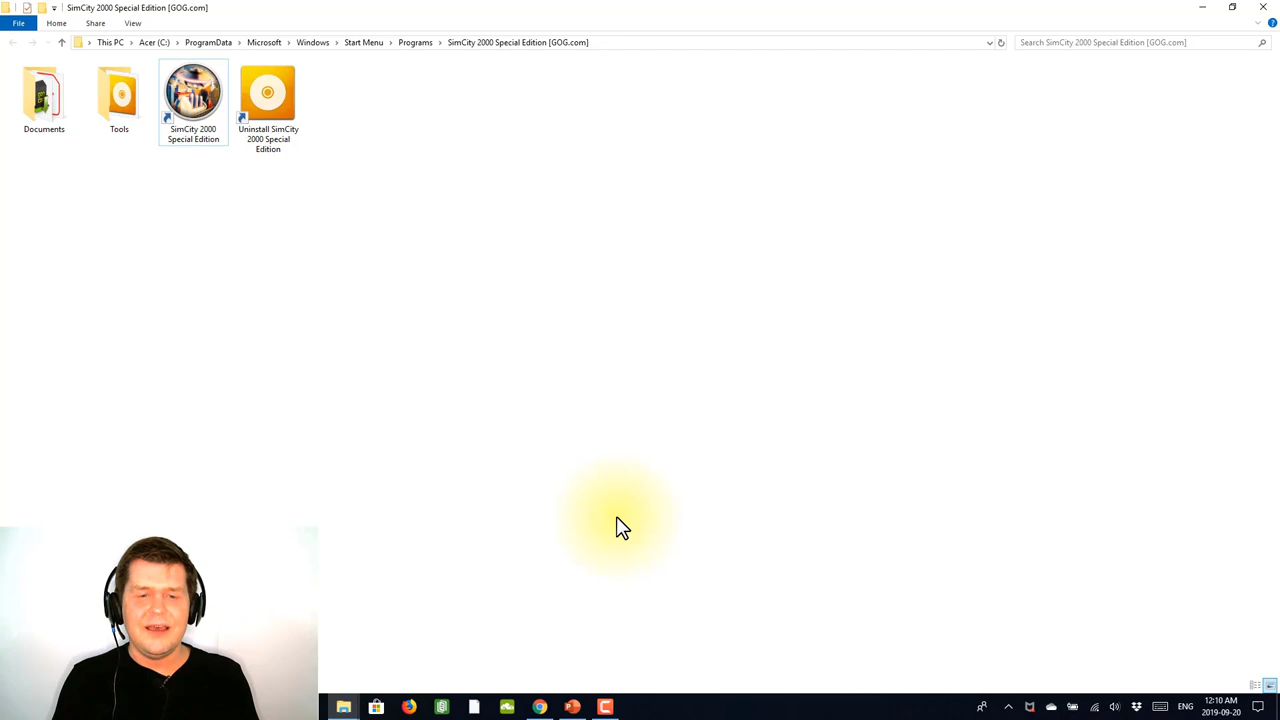 SimCity 2000 Special Edition [GOG.com]
File Home Share View
This PC Acer (C:) ProgramData Microsoft Windows Start Menu Programs SimCity 2000 Special Edition [GOG.com]
Search SimCity 2000 Special Edition [GOG.com]
Documents
Tools
SimCity 2000
Special Edition
Uninstall SimCity
2000 Special
Edition
ENG
12:10 AM
2019-09-20